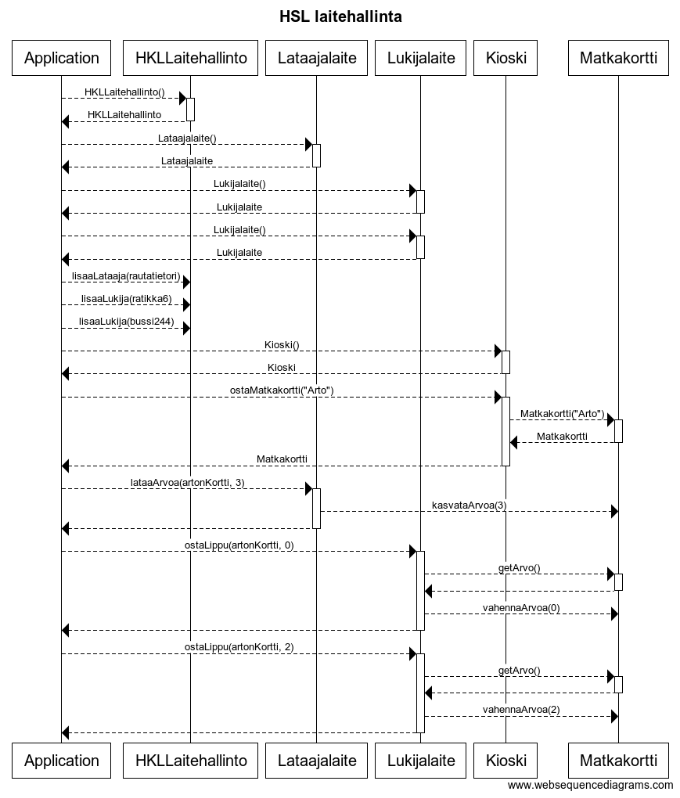 HSL laitehallinta
Application HKLLaitehallinto Lataajalaite Lukijalaite Kioski Matkakortti
HKLLaitehallinto()
HKLLaitehallinto
Lataajalaite()
Lataajalaite
Lukijalaite()
Lukijalaite
Lukijalaite()
Lukijalaite
lisaaLataaja(rautatietori)
lisaaLukija(ratikka6)
lisaaLukija(bussi244)
Kioski()
Kioski
ostaMatkakortti("Arto")
Matkakortti("Arto")
Matkakortti
Matkakortti
lataaArvoa(artonKortti, 3)
kasvataArvoa(3)
ostaLippu(artonKortti, 0)
getArvo()
vahennaArvoa(0)
ostaLippu(artonKortti, 2)
getArvo()
vahennaArvoa(2)
Application HKLLaitehallinto Lataajalaite Lukijalaite Kioski Matkakortti
www.websequencediagrams.com